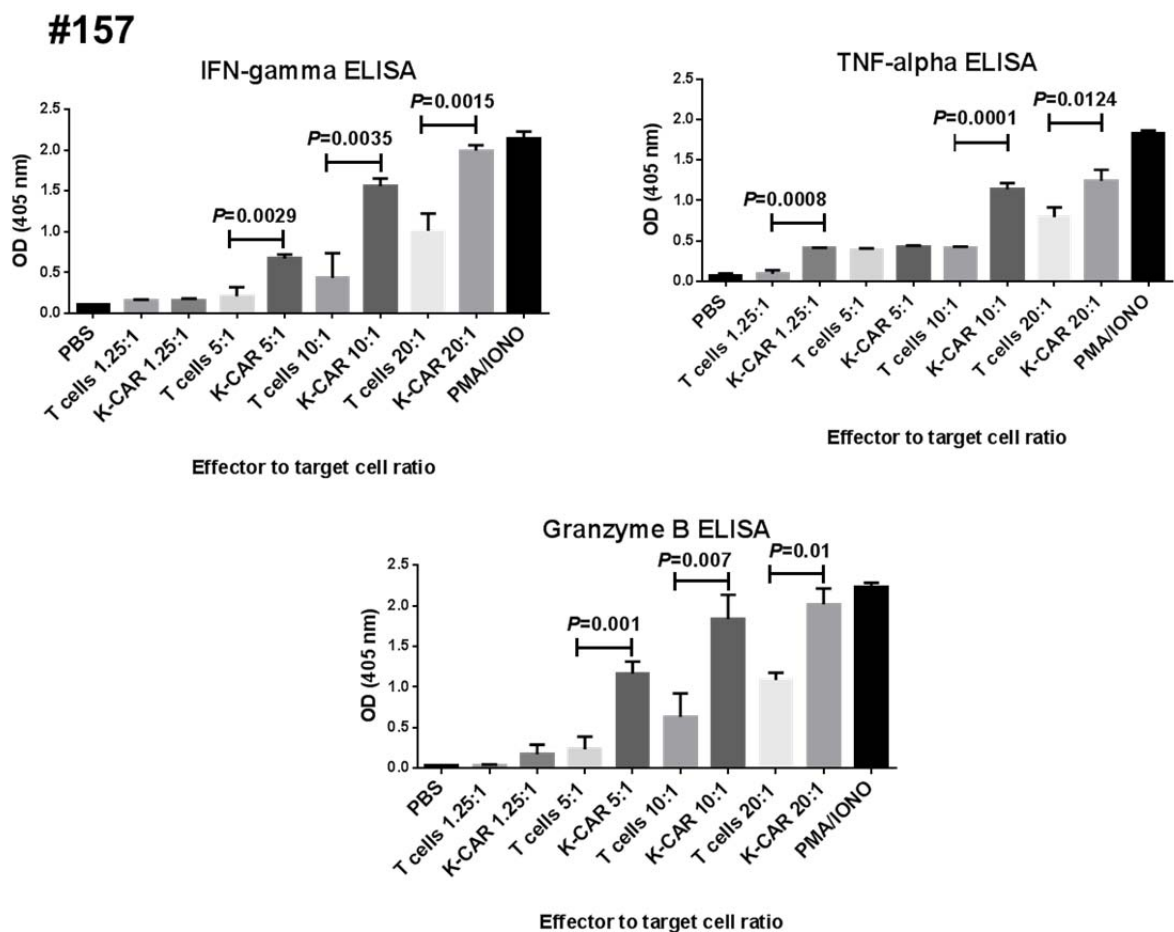 #157
IFN-gamma ELISA
OD (405 nm)
2.5
2.0
1.5
1.0
0.5
0.0
P=0.0029
P=0.0035
P=0.0015
PBS
T cells 1.25:1
K-CAR 1.25:1
T cells 5:1
K-CAR 5:1
T cells 10:1
K-CAR 10:1
T cells 20:1
K-CAR 20:1
PMA/IONO
Effector to target cell ratio
TNF-alpha ELISA
OD (405 nm)
2.5
2.0
1.5
1.0
0.5
0.0
P=0.0008
P=0.0001
P=0.0124
PBS
T cells 1.25:1
K-CAR 1.25:1
T cells 5:1
K-CAR 5:1
T cells 10:1
K-CAR 10:1
T cells 20:1
K-CAR 20:1
PMA/IONO
Effector to target cell ratio
Granzyme B ELISA
OD (405 nm)
2.5
2.0
1.5
1.0
0.5
0.0
P=0.001
P=0.007
P=0.01
PBS
T cells 1.25:1
K-CAR 1.25:1
T cells 5:1
K-CAR 5:1
T cells 10:1
K-CAR 10:1
T cells 20:1
K-CAR 20:1
PMA/IONO
Effector to target cell ratio